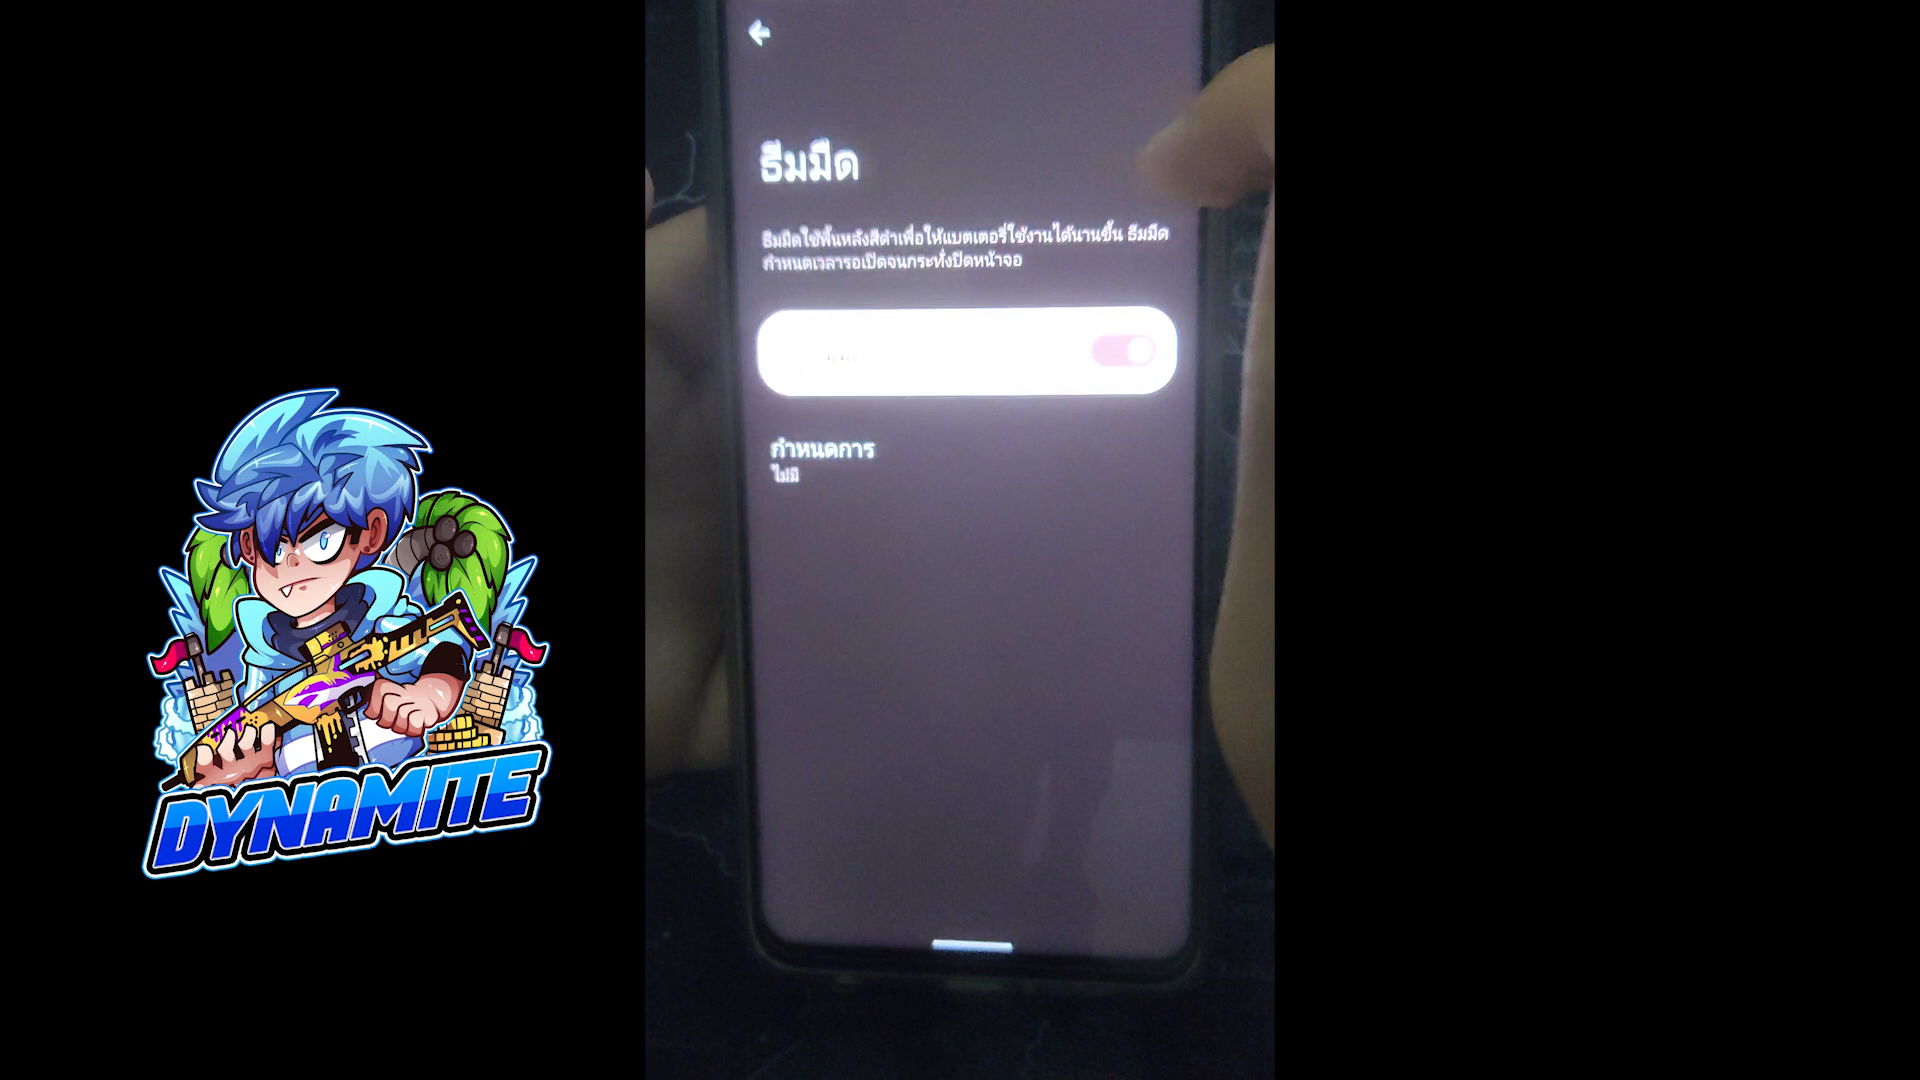 ธีมมืด
ธีมมืดใช้พื้นหลังสีดำเพื่อให้แบตเตอรี่ใช้งานได้นานขึ้น ธีมมืด
กำหนดเวลารอเปิดจนกระทั่งปิดหน้าจอ
กำหนดการ
ไม่มี
DYNAMITE